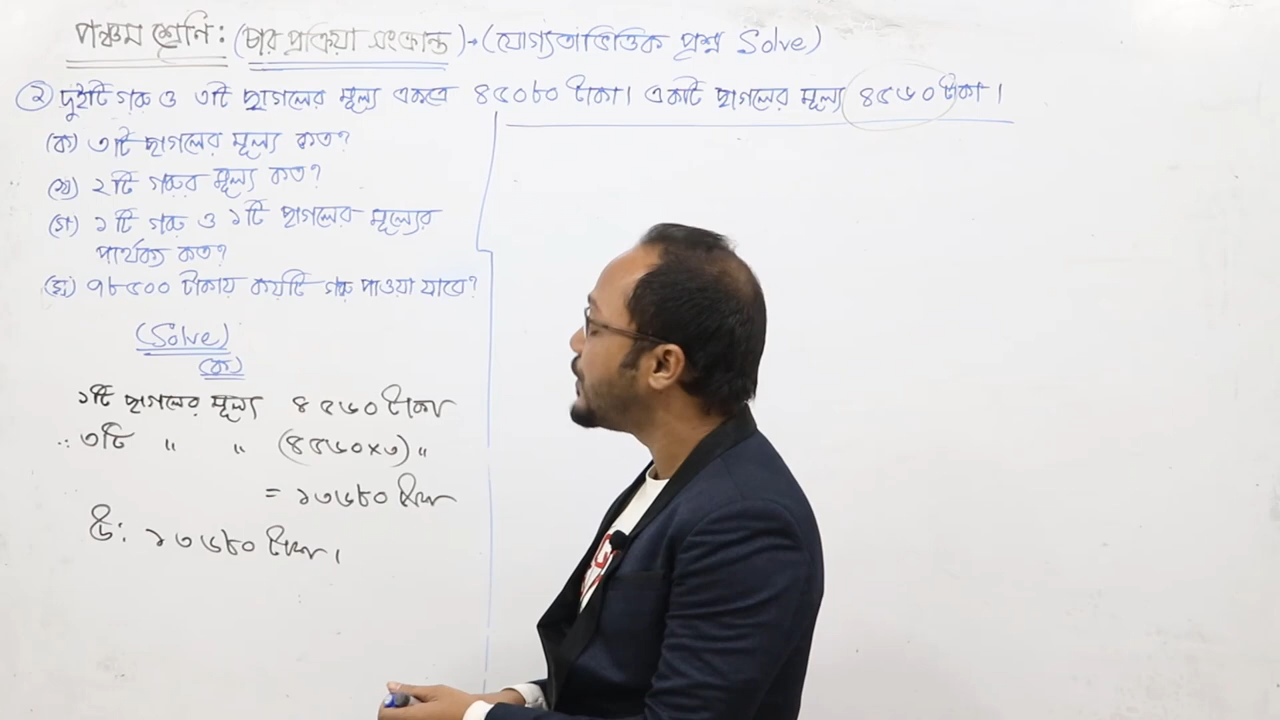 পঞ্চম শ্রেণি: (চার প্রক্রিয়া সংক্রান্ত) → (যোগ্যতাভিত্তিক প্রশ্ন Solve)
২ দুইটি গরু ও ৩টি ছাগলের মূল্য একত্রে ৪৫০৮০ টাকা। একটি ছাগলের মূল্য ৪৫৬০ টাকা।
(ক) ৩টি ছাগলের মূল্য কত?
(খ) ২টি গরুর মূল্য কত?
(গ) ১টি গরু ও ১টি ছাগলের মূল্যের
পার্থক্য কত?
(ঘ) ৭৮৫০০ টাকায় কয়টি গরু পাওয়া যাবে?
(Solve)
(ক)
১টি ছাগলের মূল্য ৪৫৬০ টাকা
∴ ৩টি " " (৪৫৬০×৩) "
= ১৩৬৮০ টাকা
উ: ১৩৬৮০ টাকা।